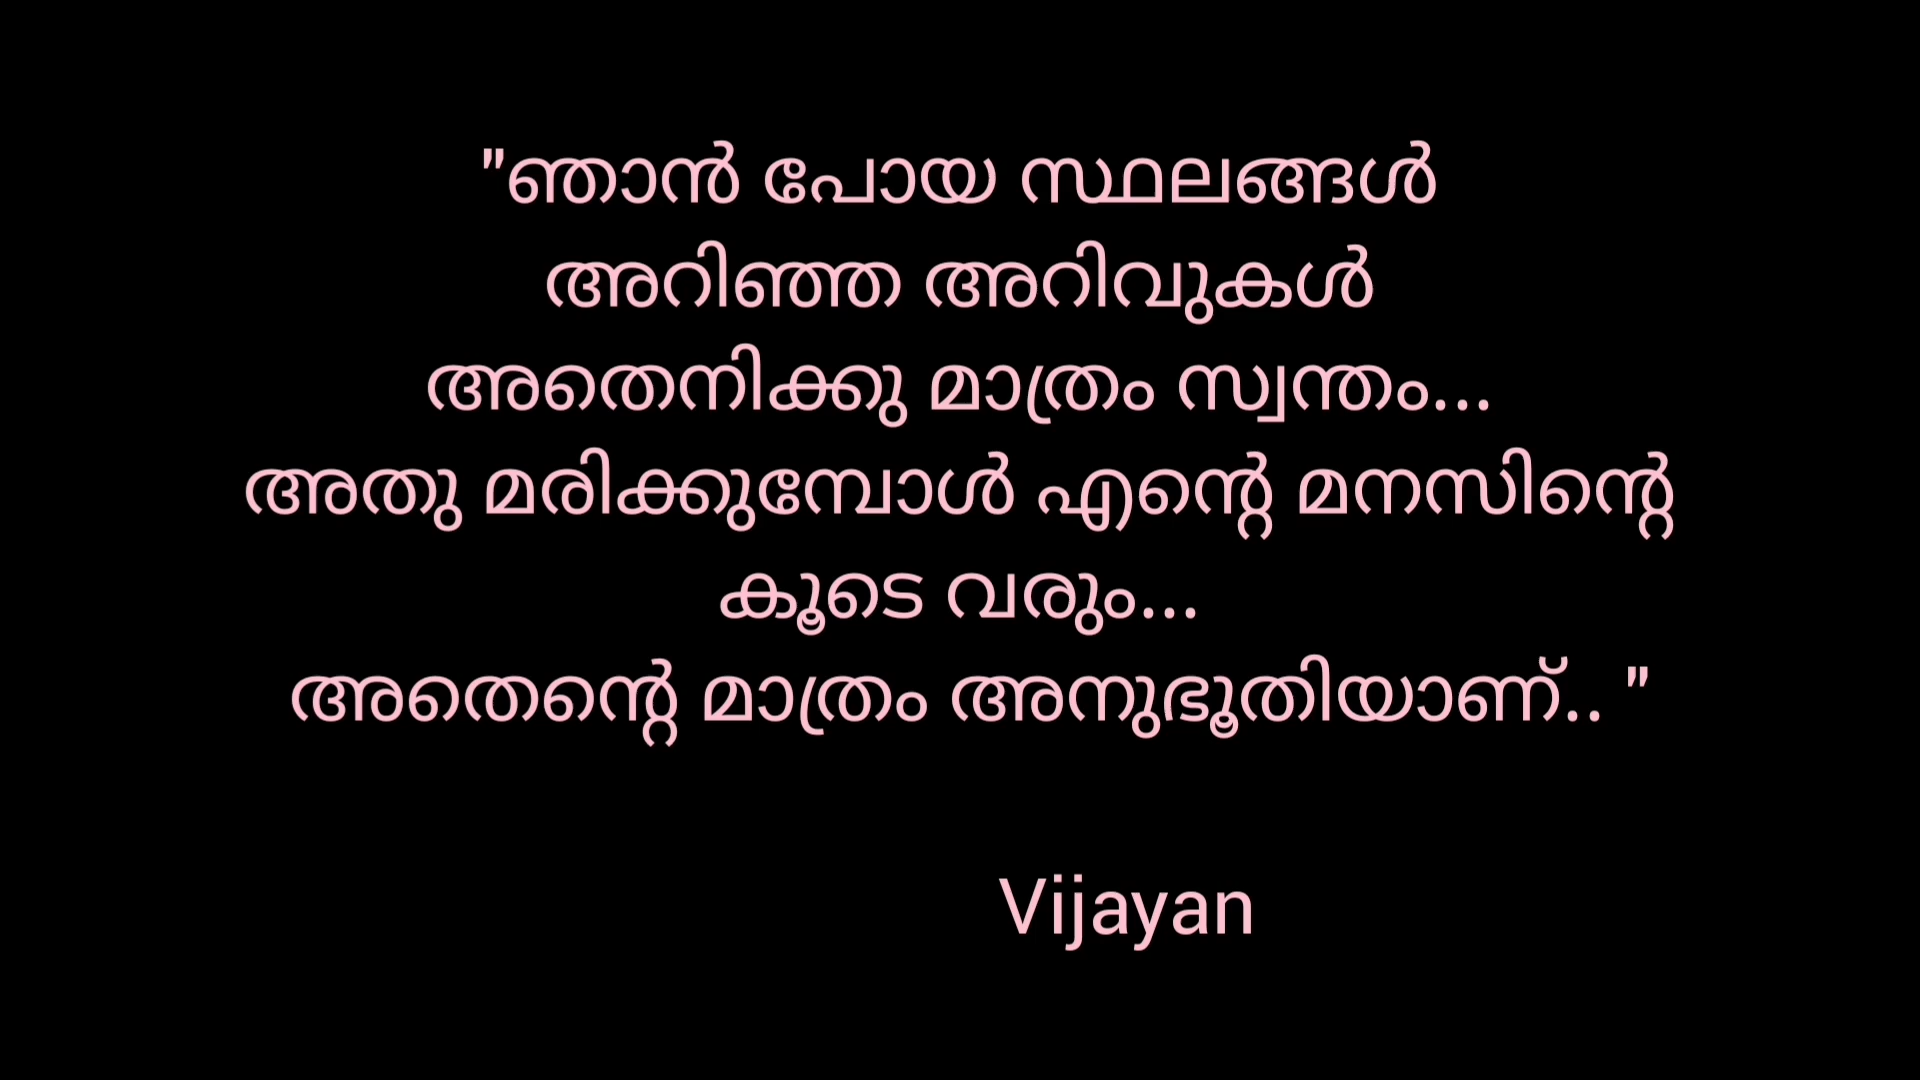 "ഞാൻ പോയ സ്ഥലങ്ങൾ
അറിഞ്ഞ അറിവുകൾ
അതെനിക്കു മാത്രം സ്വന്തം...
അതു മരിക്കുമ്പോൾ എന്റെ മനസിന്റെ
കൂടെ വരും...
അതെന്റെ മാത്രം അനുഭൂതിയാണ്.. "
Vijayan